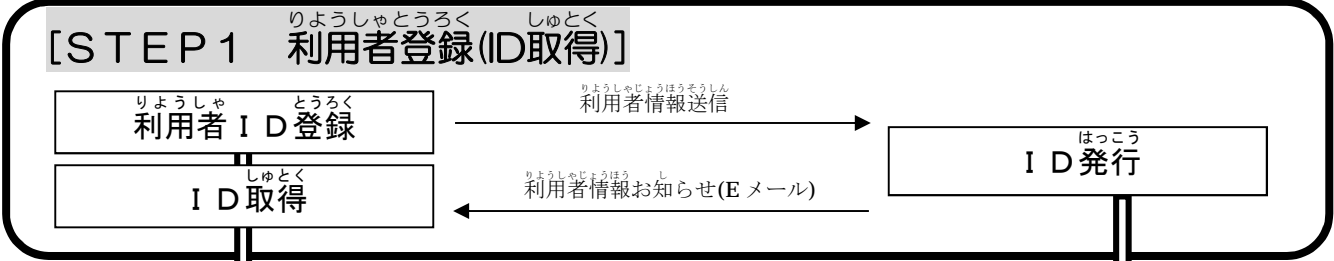 りようしゃとうろく しゅとく
[STEP1 利用者登録(ID取得)]
りようしゃ とうろく
利用者ID登録
りようしゃじょうほうそうしん
利用者情報送信
はっこう
ID発行
しゅとく
ID取得
りようしゃじょうほう し
利用者情報お知らせ(Eメール)